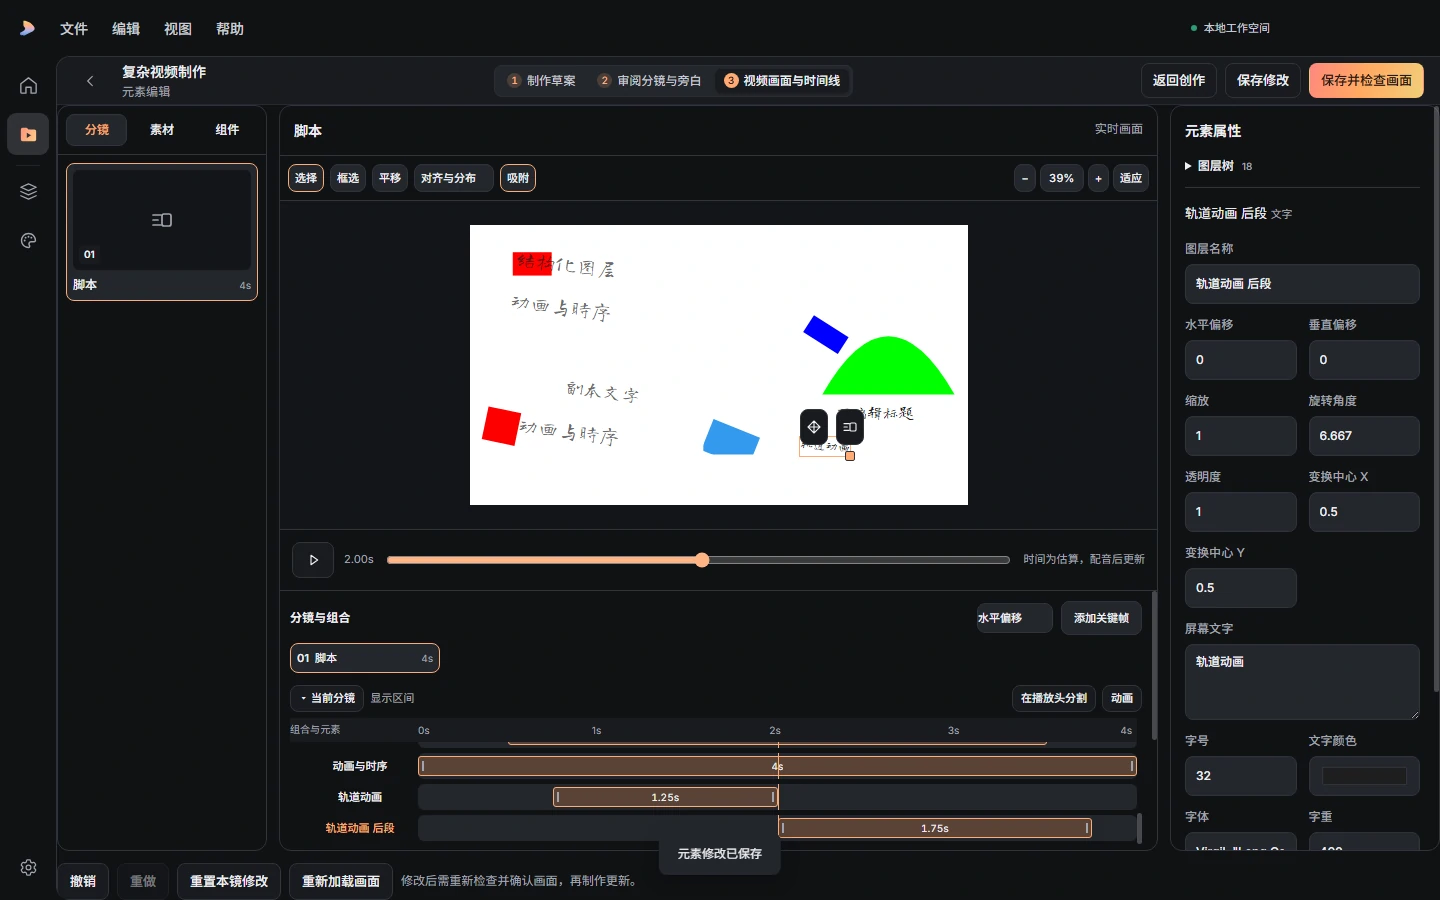 文件 编辑 视图 帮助
本地工作空间
复杂视频制作
元素编辑
1 制作草案 2 审阅分镜与旁白 3 视频画面与时间线
返回创作 保存修改 保存并检查画面
分镜 素材 组件
01
脚本 4s
脚本 实时画面
选择 框选 平移 对齐与分布 吸附
− 39% + 适应
结构化图层
动画与时序
副本文字
动画与时序
辑标题
轨道动画
2.00s 时间为估算，配音后更新
分镜与组合 水平偏移 添加关键帧
01 脚本 4s
当前分镜 显示区间 在播放头分割 动画
组合与元素 0s 1s 2s 3s 4s
动画与时序 4s
轨道动画 1.25s
轨道动画 后段 1.75s
元素修改已保存
撤销 重做 重置本镜修改 重新加载画面 修改后需重新检查并确认画面，再制作更新。
元素属性
图层树 18
轨道动画 后段 文字
图层名称
轨道动画 后段
水平偏移 垂直偏移
0 0
缩放 旋转角度
1 6.667
透明度 变换中心 X
1 0.5
变换中心 Y
0.5
屏幕文字
轨道动画
字号 文字颜色
32
字体 字重